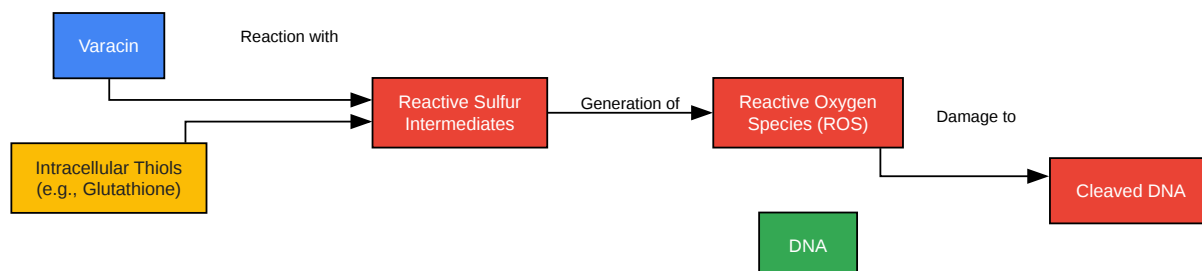 Varacin
Reaction with
Reactive Sulfur
Intermediates
Generation of
Reactive Oxygen
Species (ROS)
Damage to
Intracellular Thiols
(e.g., Glutathione)
Cleaved DNA
DNA